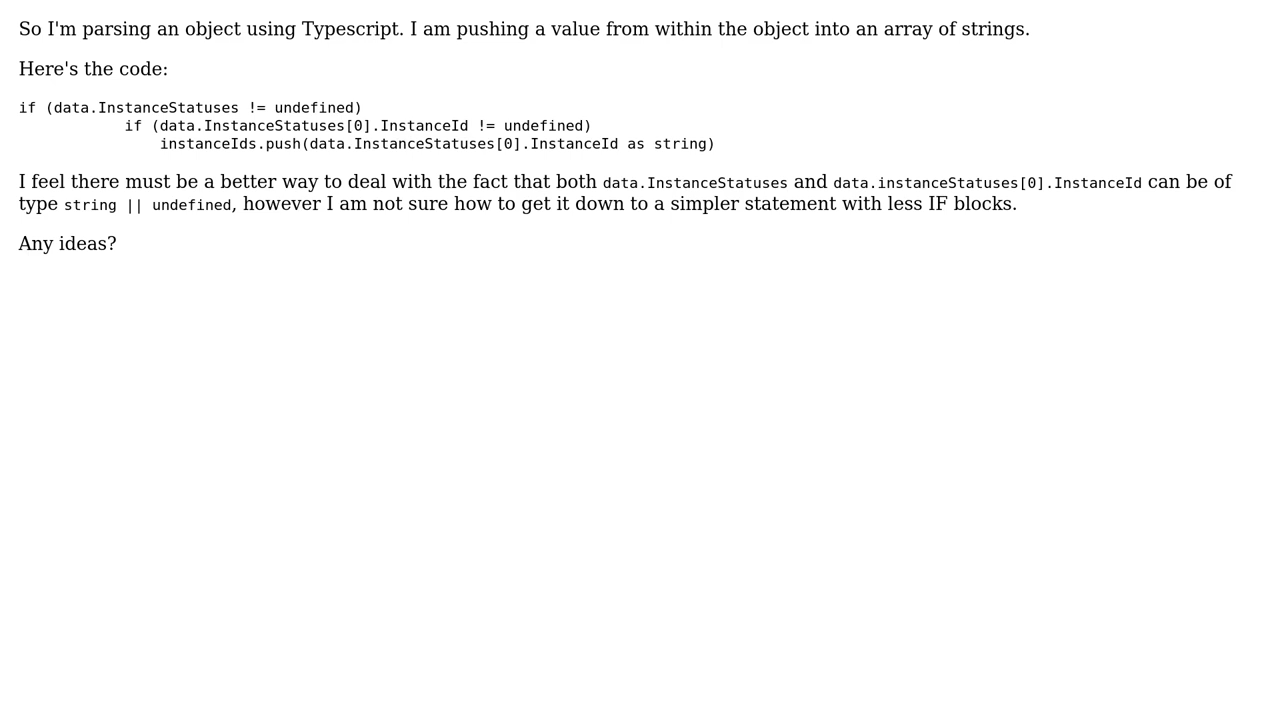 So I'm parsing an object using Typescript. I am pushing a value from within the object into an array of strings.
Here's the code:
if (data.InstanceStatuses != undefined)
            if (data.InstanceStatuses[0].InstanceId != undefined)
                instanceIds.push(data.InstanceStatuses[0].InstanceId as string)
I feel there must be a better way to deal with the fact that both data.InstanceStatuses and data.instanceStatuses[0].InstanceId can be of
type string || undefined, however I am not sure how to get it down to a simpler statement with less IF blocks.
Any ideas?